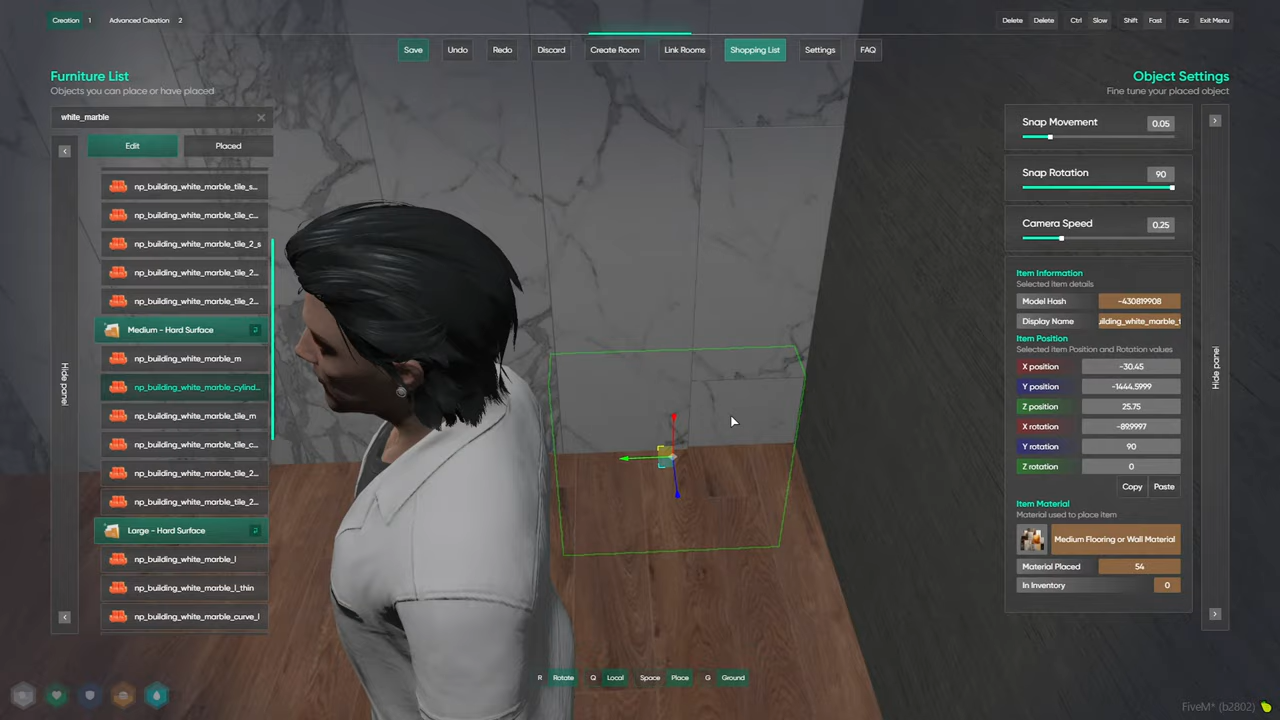 Creation 1 Advanced Creation 2
Delete Delete Ctrl Slow Shift Fast Esc Exit Menu
Save Undo Redo Discard Create Room Link Rooms Shopping List Settings FAQ
Furniture List
Objects you can place or have placed
white_marble
Edit Placed
np_building_white_marble_tile_s...
np_building_white_marble_tile_c...
np_building_white_marble_tile_2_s
np_building_white_marble_tile_2...
np_building_white_marble_tile_2...
Medium - Hard Surface
np_building_white_marble_m
np_building_white_marble_cylind...
np_building_white_marble_tile_m
np_building_white_marble_tile_c...
np_building_white_marble_tile_2...
np_building_white_marble_tile_2...
Large - Hard Surface
np_building_white_marble_l
np_building_white_marble_l_thin
np_building_white_marble_curve_l
Hide panel
Object Settings
Fine tune your placed object
Snap Movement 0.05
Snap Rotation 90
Camera Speed 0.25
Item Information
Selected item details
Model Hash -430819908
Display Name uilding_white_marble_t
Item Position
Selected item Position and Rotation values
X position -30.45
Y position -1444.5999
Z position 25.75
X rotation -89.9997
Y rotation 90
Z rotation 0
Copy Paste
Item Material
Material used to place item
Medium Flooring or Wall Material
Material Placed 54
In Inventory 0
Hide panel
R Rotate Q Local Space Place G Ground
FiveM* (b2802)